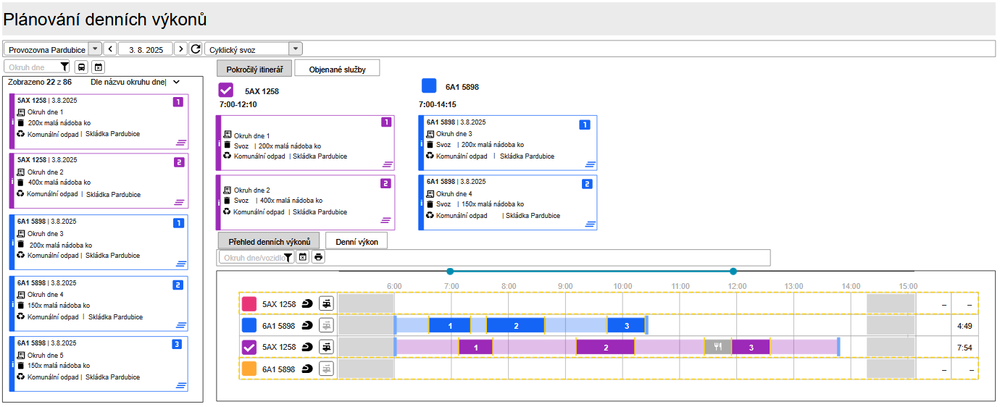 Plánování denních výkonů
Provozovna Pardubice
3. 8. 2025
Cyklický svoz
Okruh dne
Zobrazeno 22 z 86 Dle názvu okruhu dne|
5AX 1258 | 3.8.2025 1
Okruh dne 1
i 200x malá nádoba ko
Komunální odpad | Skládka Pardubice
5AX 1258 | 3.8.2025 2
Okruh dne 2
i 400x malá nádoba ko
Komunální odpad | Skládka Pardubice
6A1 5898 | 3.8.2025 1
Okruh dne 3
i 200x malá nádoba ko
Komunální odpad | Skládka Pardubice
6A1 5898 | 3.8.2025 2
Okruh dne 4
i 150x malá nádoba ko
Komunální odpad | Skládka Pardubice
6A1 5898 | 3.8.2025 3
Okruh dne 5
i 150x malá nádoba ko
Komunální odpad | Skládka Pardubice
Pokročilý itinerář Objenané služby
5AX 1258
7:00-12:10
1
Okruh dne 1
i Svoz | 200x malá nádoba ko
Komunální odpad | Skládka Pardubice
2
Okruh dne 2
i Svoz | 400x malá nádoba ko
Komunální odpad | Skládka Pardubice
6A1 5898
7:00-14:15
6A1 5898 | 3.8.2025 1
Okruh dne 3
i Svoz | 200x malá nádoba ko
Komunální odpad | Skládka Pardubice
6A1 5898 | 3.8.2025 2
Okruh dne 4
i Svoz | 150x malá nádoba ko
Komunální odpad | Skládka Pardubice
Přehled denních výkonů Denní výkon
Okruh dne/vozidlo
6:00 7:00 8:00 9:00 10:00 11:00 12:00 13:00 14:00 15:00
5AX 1258 – –
6A1 5898 1 2 3 4:49
5AX 1258 1 2 3 7:54
6A1 5898 – –